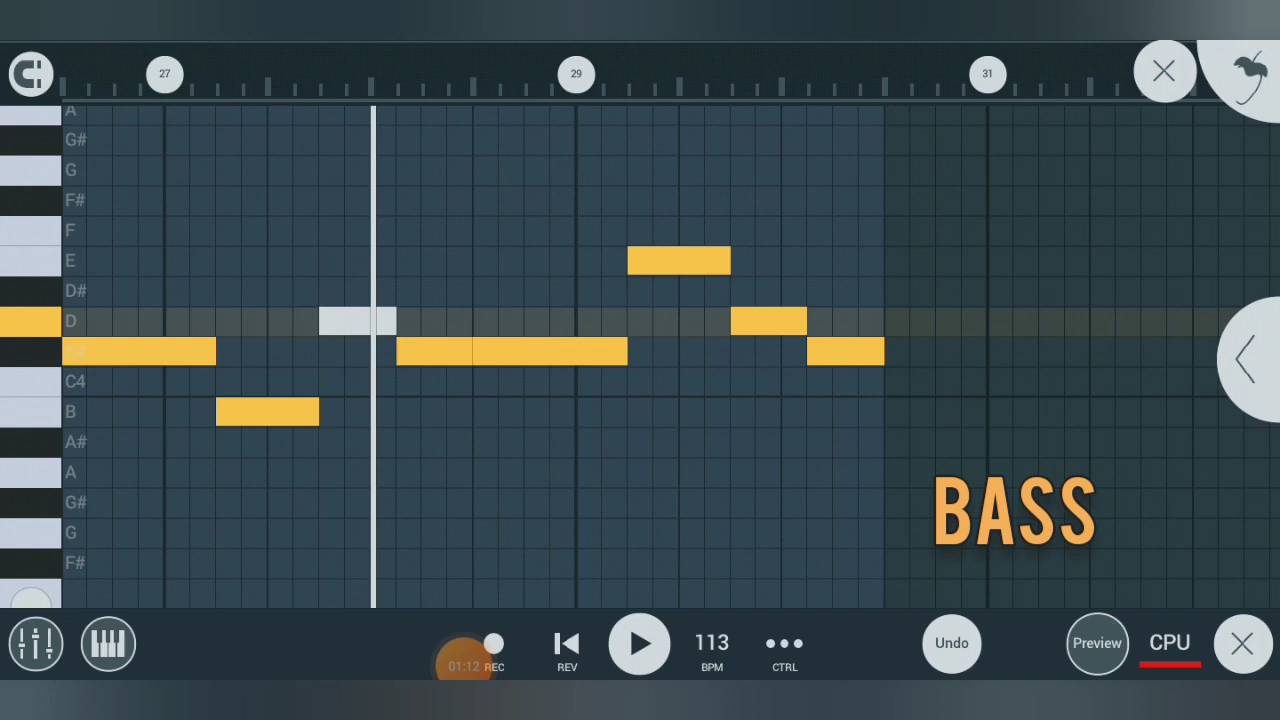 27
29
31
A
G#
G
F#
F
E
D#
D
C4
B
A#
A
G#
G
F#
BASS
01:12
REC
REV
113
BPM
CTRL
Undo
Preview
CPU